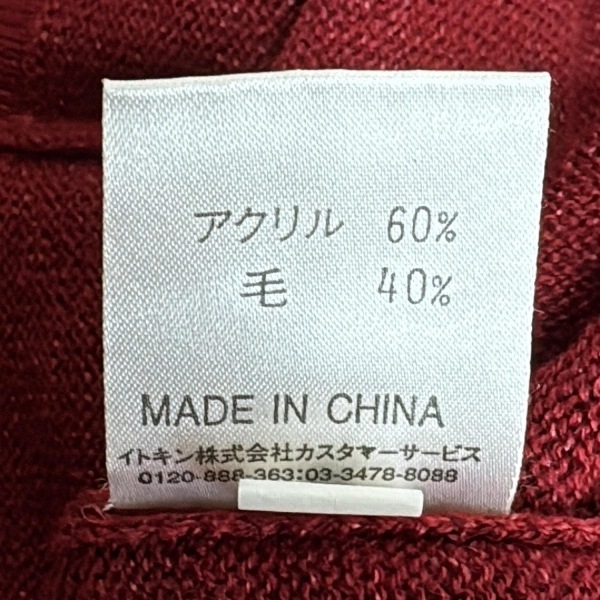 アクリル 60%
毛 40%
MADE IN CHINA
イトキン株式会社カスタマーサービス
0120-888-363:03-3478-8088